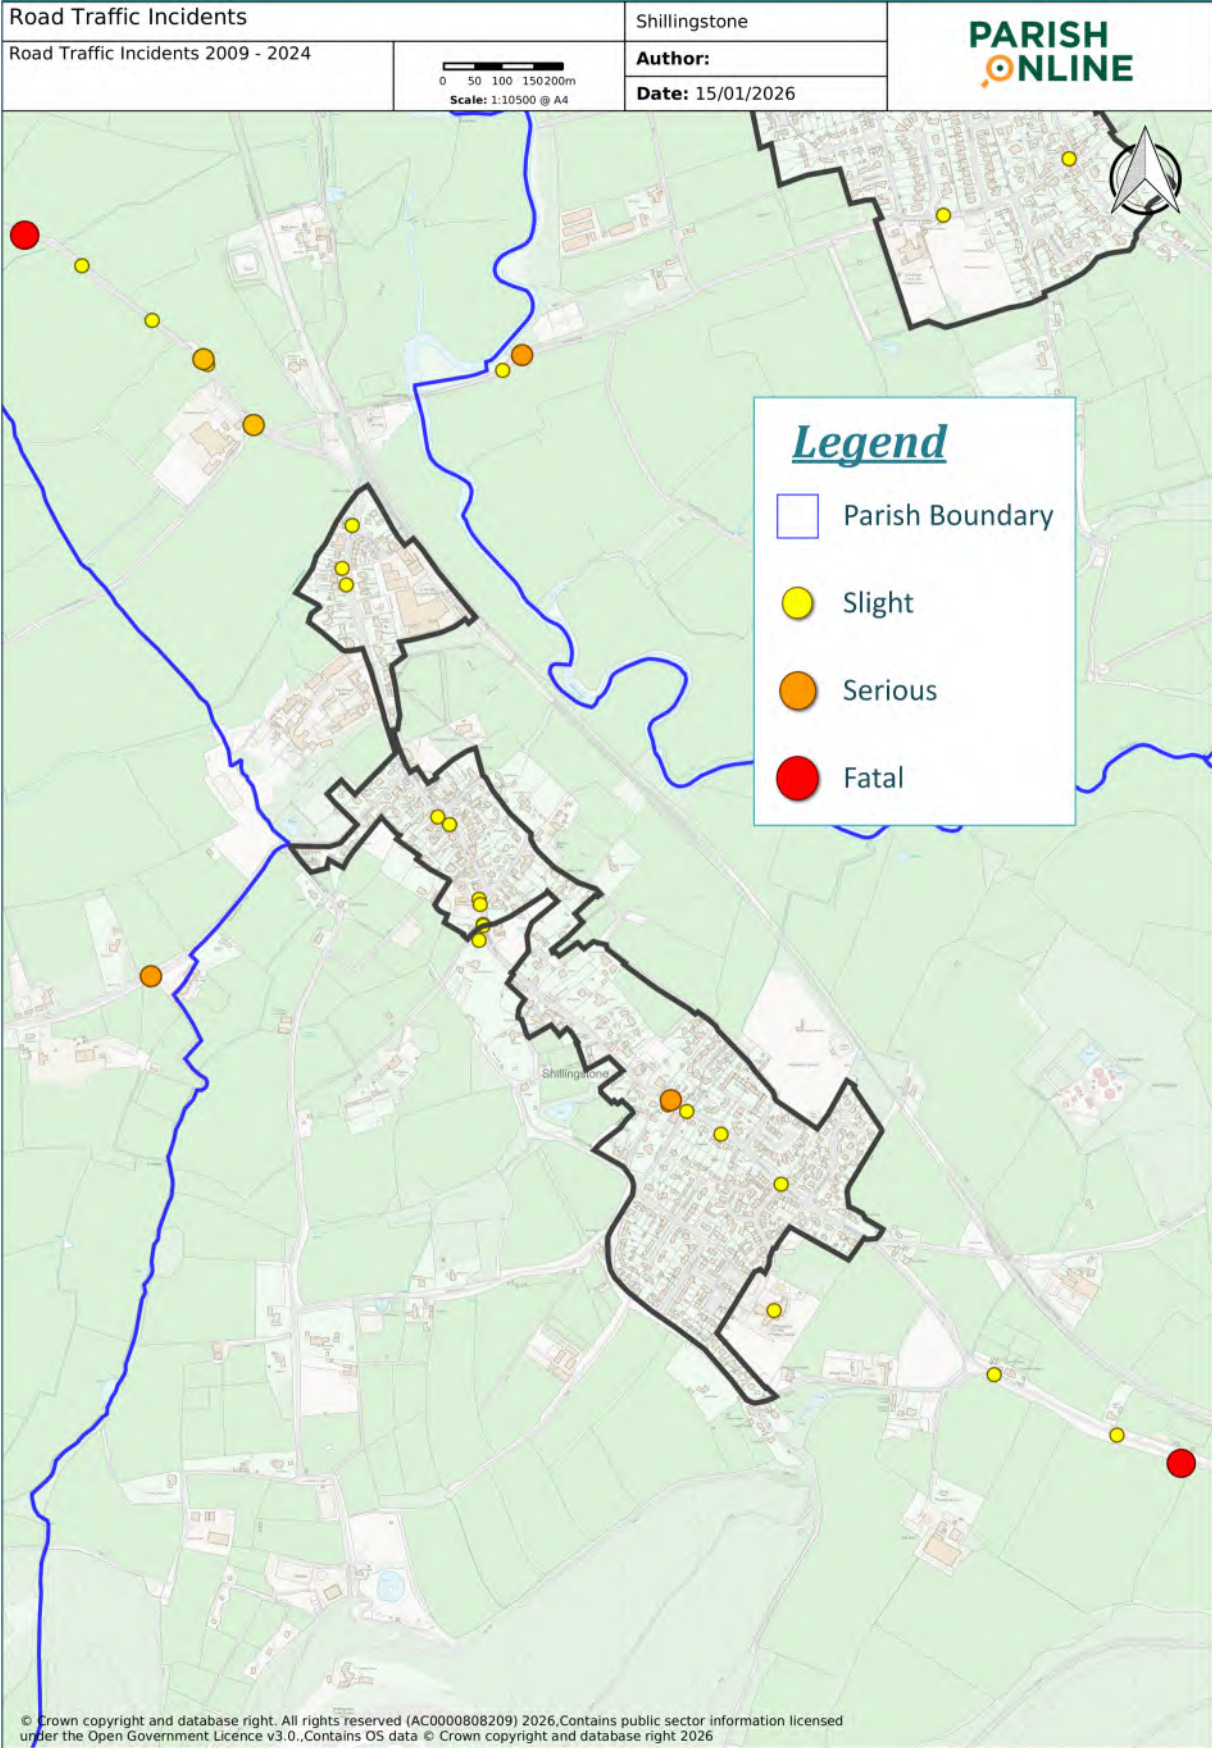 Road Traffic Incidents
Road Traffic Incidents 2009 - 2024
0 50 100 150 200m
Scale: 1:10500 @ A4
Shillingstone
Author:
Date: 15/01/2026
PARISH
ONLINE
Legend
Parish Boundary
Slight
Serious
Fatal
Shillingstone
© Crown copyright and database right. All rights reserved (AC0000808209) 2026,Contains public sector information licensed
under the Open Government Licence v3.0.,Contains OS data © Crown copyright and database right 2026